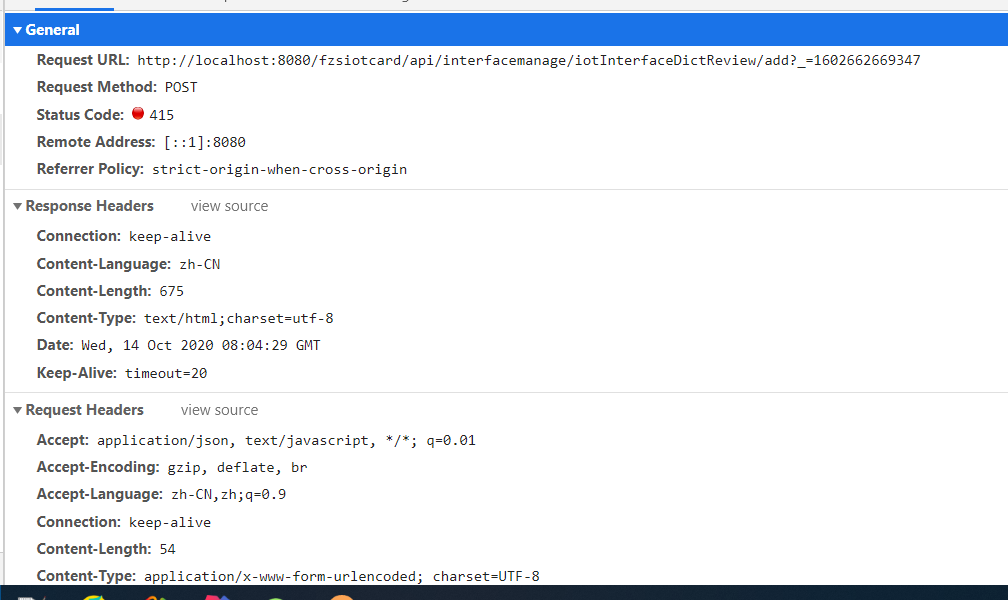 General
Request URL: http://localhost:8080/fzsiotcard/api/interfacemanage/iotInterfaceDictReview/add?_=1602662669347
Request Method: POST
Status Code: 415
Remote Address: [::1]:8080
Referrer Policy: strict-origin-when-cross-origin
Response Headers view source
Connection: keep-alive
Content-Language: zh-CN
Content-Length: 675
Content-Type: text/html;charset=utf-8
Date: Wed, 14 Oct 2020 08:04:29 GMT
Keep-Alive: timeout=20
Request Headers view source
Accept: application/json, text/javascript, */*; q=0.01
Accept-Encoding: gzip, deflate, br
Accept-Language: zh-CN,zh;q=0.9
Connection: keep-alive
Content-Length: 54
Content-Type: application/x-www-form-urlencoded; charset=UTF-8